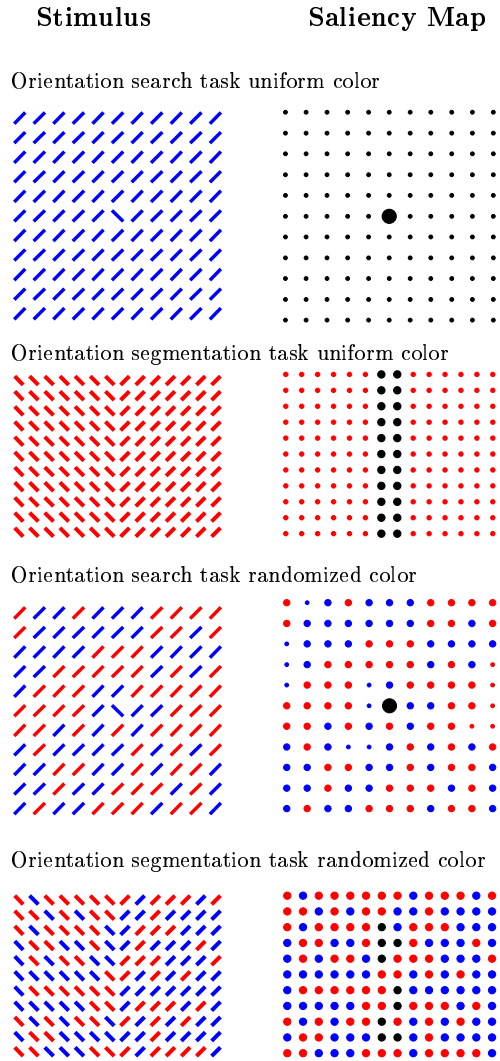 Stimulus
Saliency Map
Orientation search task uniform color
Orientation segmentation task uniform color
Orientation search task randomized color
Orientation segmentation task randomized color